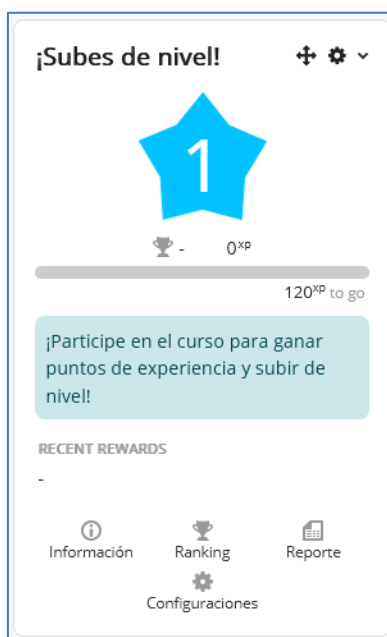 ¡Subes de nivel!
1
- 0xp
120xp to go
¡Participe en el curso para ganar
puntos de experiencia y subir de
nivel!
RECENT REWARDS
-
Información Ranking Reporte
Configuraciones